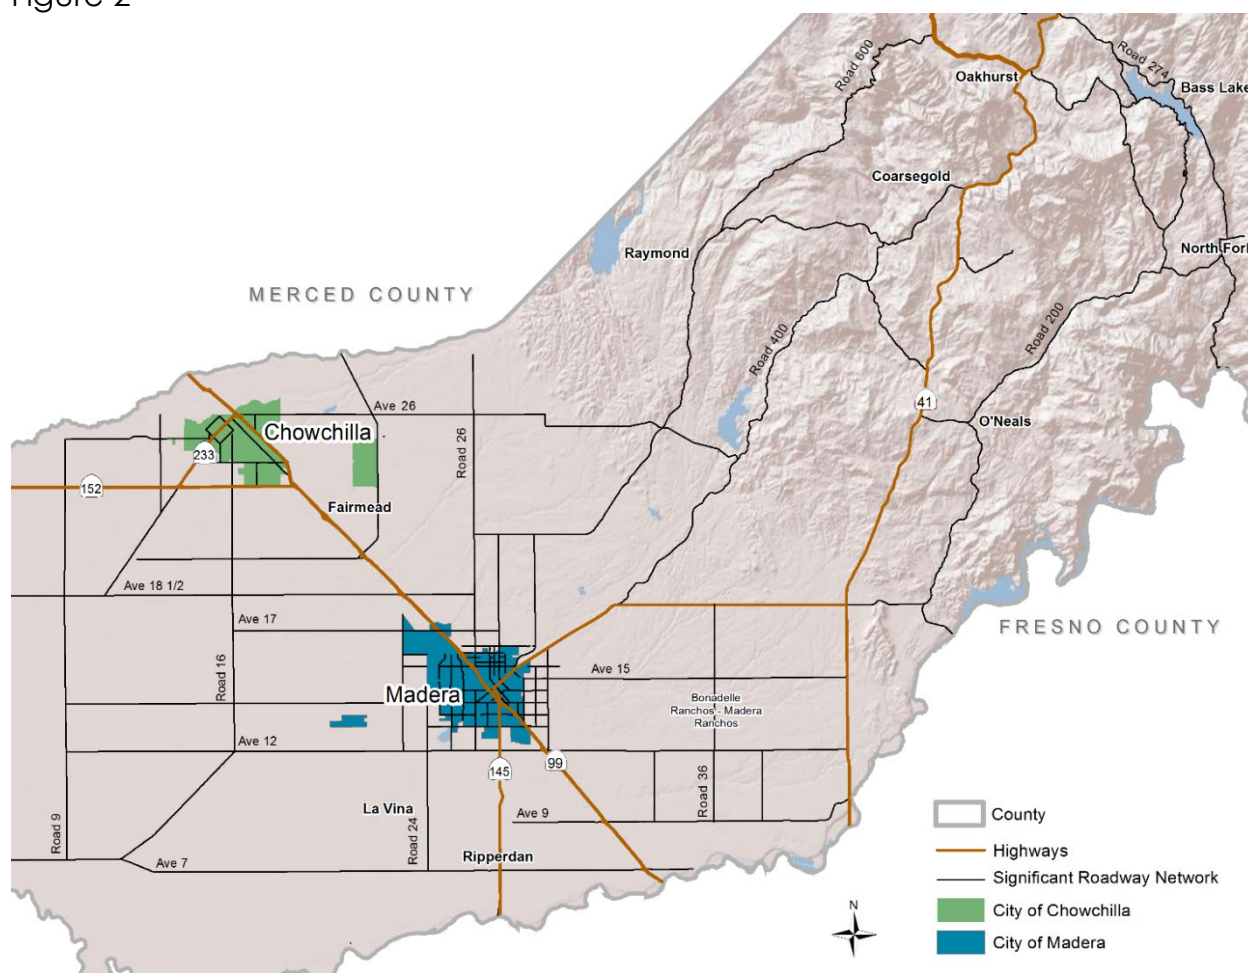 Figure 2
Road 600
Oakhurst
Road 274
Bass Lake
Coarsegold
Raymond
North Fork
MERCED COUNTY
Road 400
Road 200
41
O'Neals
Ave 26
Chowchilla
Road 26
233
152
Fairmead
Ave 18 1/2
Ave 17
FRESNO COUNTY
Road 16
Ave 15
Madera
Bonadelle
Ranchos - Madera
Ranchos
Ave 12
99
145
Road 36
La Vina
Ave 9
Road 9
Road 24
Ripperdan
Ave 7
County
Highways
Significant Roadway Network
City of Chowchilla
City of Madera
N